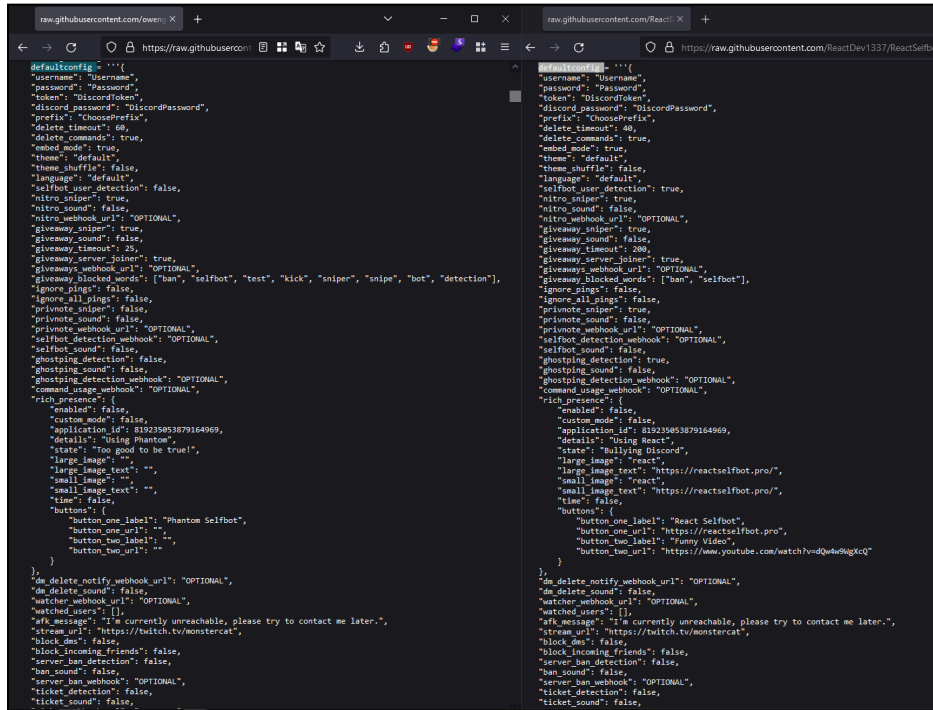 raw.githubusercontent.com/oweng
https://raw.githubusercont
defaultconfig = '''{
"username": "Username",
"password": "Password",
"token": "DiscordToken",
"discord_password": "DiscordPassword",
"prefix": "ChoosePrefix",
"delete_timeout": 60,
"delete_commands": true,
"embed_mode": true,
"theme": "default",
"theme_shuffle": false,
"language": "default",
"selfbot_user_detection": false,
"nitro_sniper": true,
"nitro_sound": false,
"nitro_webhook_url": "OPTIONAL",
"giveaway_sniper": true,
"giveaway_sound": false,
"giveaway_timeout": 25,
"giveaway_server_joiner": true,
"giveaways_webhook_url": "OPTIONAL",
"giveaway_blocked_words": ["ban", "selfbot", "test", "kick", "sniper", "snipe", "bot", "detection"],
"ignore_pings": false,
"ignore_all_pings": false,
"privnote_sniper": false,
"privnote_sound": false,
"privnote_webhook_url": "OPTIONAL",
"selfbot_detection_webhook": "OPTIONAL",
"selfbot_sound": false,
"ghostping_detection": false,
"ghostping_sound": false,
"ghostping_detection_webhook": "OPTIONAL",
"command_usage_webhook": "OPTIONAL",
"rich_presence": {
"enabled": false,
"custom_mode": false,
"application_id": 819235053879164969,
"details": "Using Phantom",
"state": "Too good to be true!",
"large_image": "",
"large_image_text": "",
"small_image": "",
"small_image_text": "",
"time": false,
"buttons": {
"button_one_label": "Phantom Selfbot",
"button_one_url": "",
"button_two_label": "",
"button_two_url": ""
}
},
"dm_delete_notify_webhook_url": "OPTIONAL",
"dm_delete_sound": false,
"watcher_webhook_url": "OPTIONAL",
"watched_users": [],
"afk_message": "I'm currently unreachable, please try to contact me later.",
"stream_url": "https://twitch.tv/monstercat",
"block_dms": false,
"block_incoming_friends": false,
"server_ban_detection": false,
"ban_sound": false,
"server_ban_webhook": "OPTIONAL",
"ticket_detection": false,
"ticket_sound": false,
raw.githubusercontent.com/ReactD
https://raw.githubusercontent.com/ReactDev1337/ReactSelfb
defaultconfig = '''{
"username": "Username",
"password": "Password",
"token": "DiscordToken",
"discord_password": "DiscordPassword",
"prefix": "ChoosePrefix",
"delete_timeout": 40,
"delete_commands": true,
"embed_mode": true,
"theme": "default",
"theme_shuffle": false,
"language": "default",
"selfbot_user_detection": true,
"nitro_sniper": true,
"nitro_sound": false,
"nitro_webhook_url": "OPTIONAL",
"giveaway_sniper": true,
"giveaway_sound": false,
"giveaway_timeout": 200,
"giveaway_server_joiner": true,
"giveaways_webhook_url": "OPTIONAL",
"giveaway_blocked_words": ["ban", "selfbot"],
"ignore_pings": false,
"ignore_all_pings": false,
"privnote_sniper": true,
"privnote_sound": false,
"privnote_webhook_url": "OPTIONAL",
"selfbot_detection_webhook": "OPTIONAL",
"selfbot_sound": false,
"ghostping_detection": true,
"ghostping_sound": false,
"ghostping_detection_webhook": "OPTIONAL",
"command_usage_webhook": "OPTIONAL",
"rich_presence": {
"enabled": false,
"custom_mode": false,
"application_id": 819235053879164969,
"details": "Using React",
"state": "Bullying Discord",
"large_image": "react",
"large_image_text": "https://reactselfbot.pro/",
"small_image": "react",
"small_image_text": "https://reactselfbot.pro/",
"time": false,
"buttons": {
"button_one_label": "React Selfbot",
"button_one_url": "https://reactselfbot.pro",
"button_two_label": "Funny Video",
"button_two_url": "https://www.youtube.com/watch?v=dQw4w9WgXcQ"
}
},
"dm_delete_notify_webhook_url": "OPTIONAL",
"dm_delete_sound": false,
"watcher_webhook_url": "OPTIONAL",
"watched_users": [],
"afk_message": "I'm currently unreachable, please try to contact me later.",
"stream_url": "https://twitch.tv/monstercat",
"block_dms": false,
"block_incoming_friends": false,
"server_ban_detection": false,
"ban_sound": false,
"server_ban_webhook": "OPTIONAL",
"ticket_detection": false,
"ticket_sound": false,